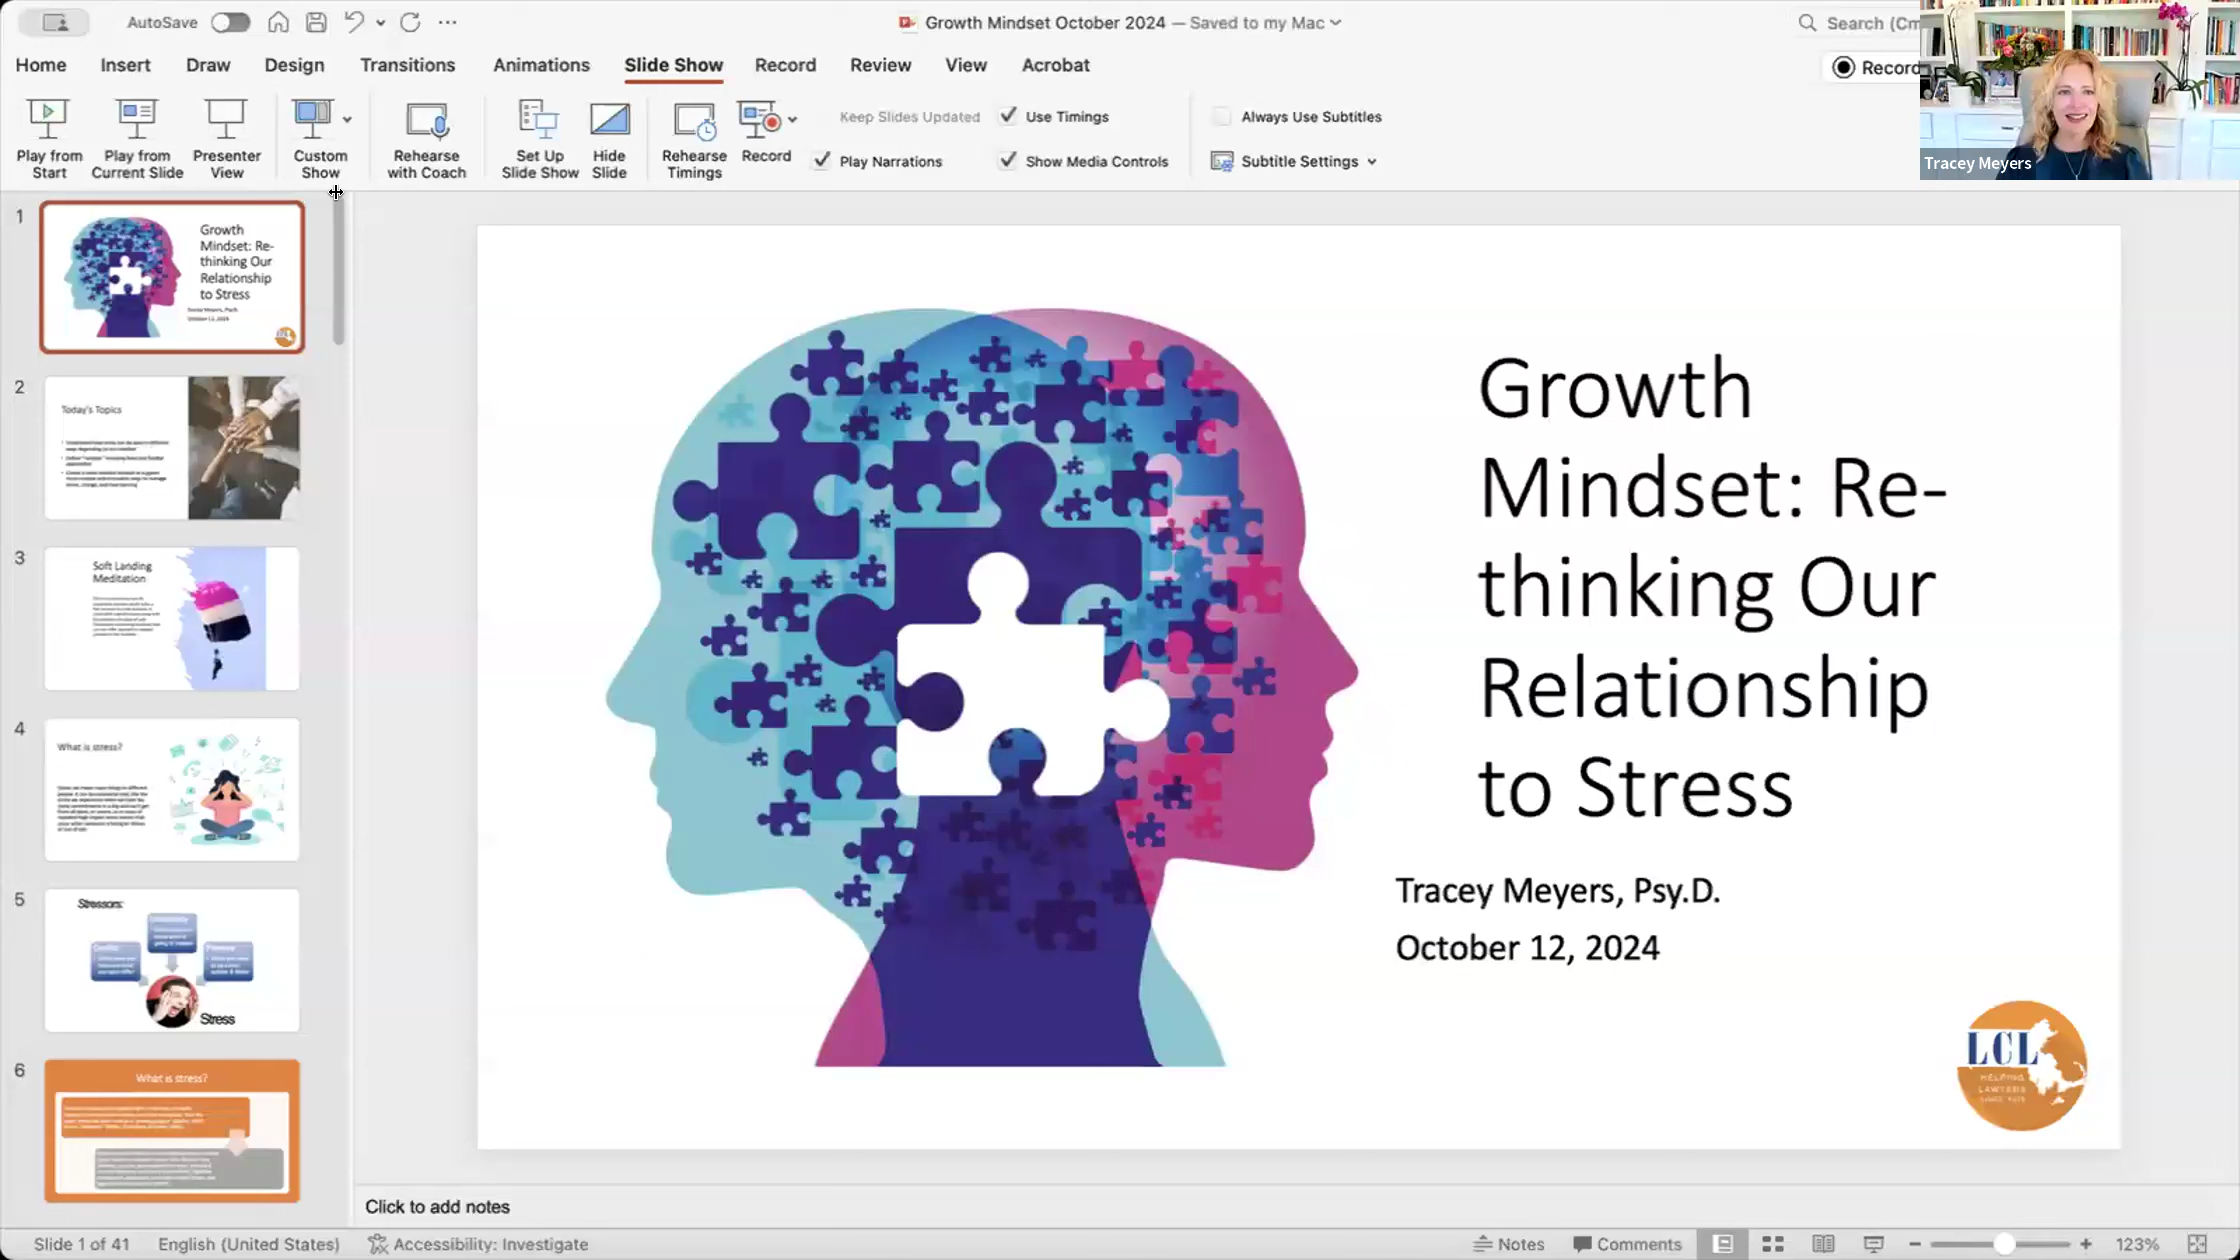 AutoSave
Growth Mindset October 2024 — Saved to my Mac
Search (Cm
Home Insert Draw Design Transitions Animations Slide Show Record Review View Acrobat
Record
Play from Start
Play from Current Slide
Presenter View
Custom Show
Rehearse with Coach
Set Up Slide Show
Hide Slide
Rehearse Timings
Record
Keep Slides Updated
Play Narrations
Use Timings
Show Media Controls
Always Use Subtitles
Subtitle Settings
Tracey Meyers
1
Growth
Mindset: Re-
thinking Our
Relationship
to Stress
2
Today's Topics
3
Soft Landing
Meditation
4
What is stress?
5
Stressors:
Stress
6
What is stress?
Growth
Mindset: Re-
thinking Our
Relationship
to Stress
Tracey Meyers, Psy.D.
October 12, 2024
LCL
HELPING
LAWYERS
Click to add notes
Slide 1 of 41 English (United States) Accessibility: Investigate Notes Comments 123%